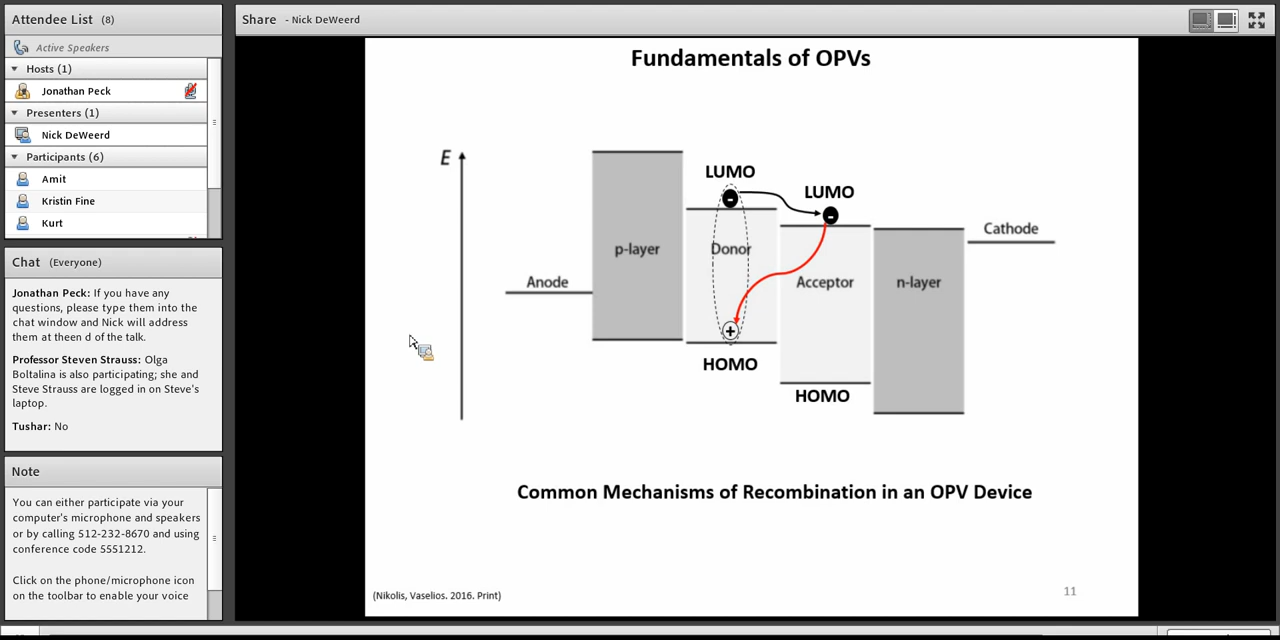 Attendee List (8)
Active Speakers
Hosts (1)
Jonathan Peck
Presenters (1)
Nick DeWeerd
Participants (6)
Amit
Kristin Fine
Kurt
Chat (Everyone)
Jonathan Peck: If you have any
questions, please type them into the
chat window and Nick will address
them at theen d of the talk.
Professor Steven Strauss: Olga
Boltalina is also participating; she and
Steve Strauss are logged in on Steve's
laptop.
Tushar: No
Note
You can either participate via your
computer's microphone and speakers
or by calling 512-232-8670 and using
conference code 5551212.
Click on the phone/microphone icon
on the toolbar to enable your voice
Share - Nick DeWeerd
Fundamentals of OPVs
E
LUMO
LUMO
-
-
Cathode
p-layer
Donor
Anode
Acceptor
n-layer
+
HOMO
HOMO
Common Mechanisms of Recombination in an OPV Device
(Nikolis, Vaselios. 2016. Print)
11